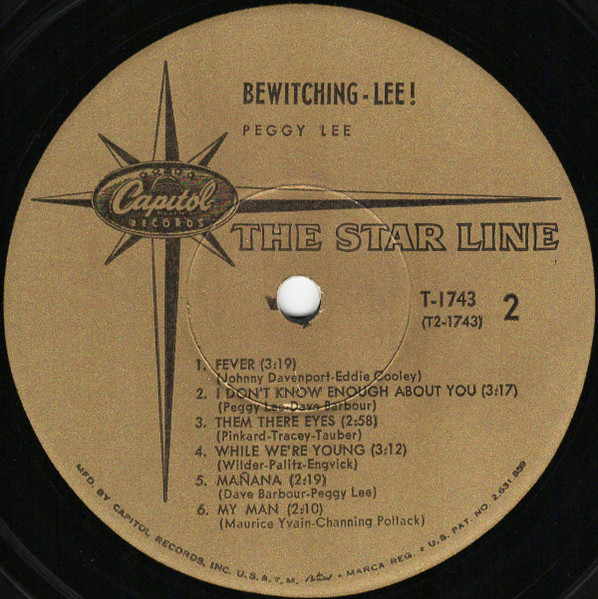 BEWITCHING - LEE!
PEGGY LEE
Capitol
RECORDS
THE STAR LINE
T-1743
(T2-1743)
2
1. FEVER (3:19)
(Johnny Davenport-Eddie Cooley)
2. I DON'T KNOW ENOUGH ABOUT YOU (3:17)
(Peggy Lee-Dave Barbour)
3. THEM THERE EYES (2:58)
(Pinkard-Tracey-Tauber)
4. WHILE WE'RE YOUNG (3:12)
(Wilder-Palitz-Engvick)
5. MAÑANA (2:19)
(Dave Barbour-Peggy Lee)
6. MY MAN (2:10)
(Maurice Yvain-Channing Pollack)
MFD. BY CAPITOL RECORDS, INC. U.S.A. T.M. Capitol • MARCA REG. • U.S. PAT. NO. 2,631,859